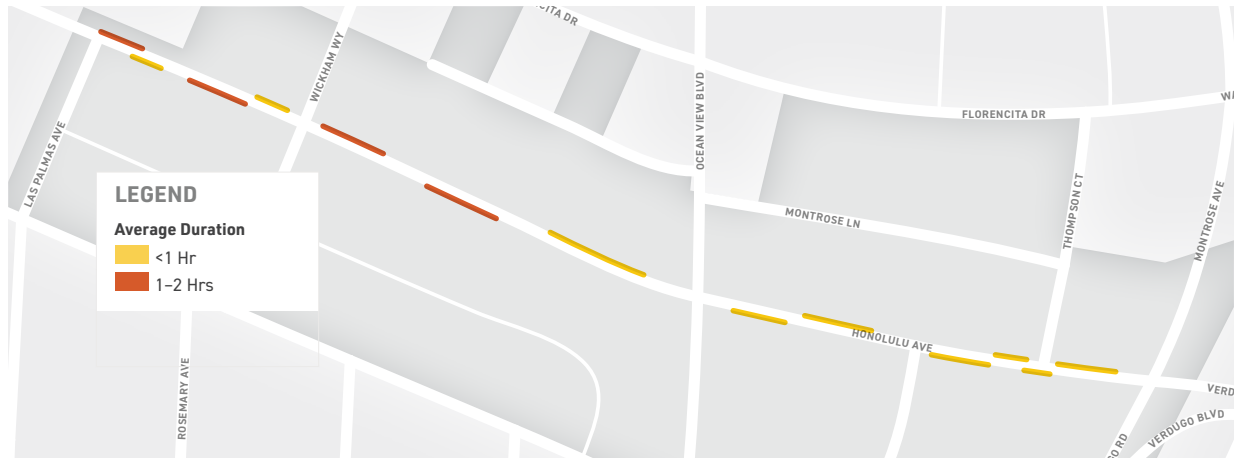 CITA DR
WICKHAM WY
OCEAN VIEW BLVD
FLORENCITA DR
WA
LAS PALMAS AVE
LEGEND
Average Duration
<1 Hr
1–2 Hrs
MONTROSE LN
THOMPSON CT
MONTROSE AVE
HONOLULU AVE
ROSEMARY AVE
VERD
VERDUGO BLVD
GO RD